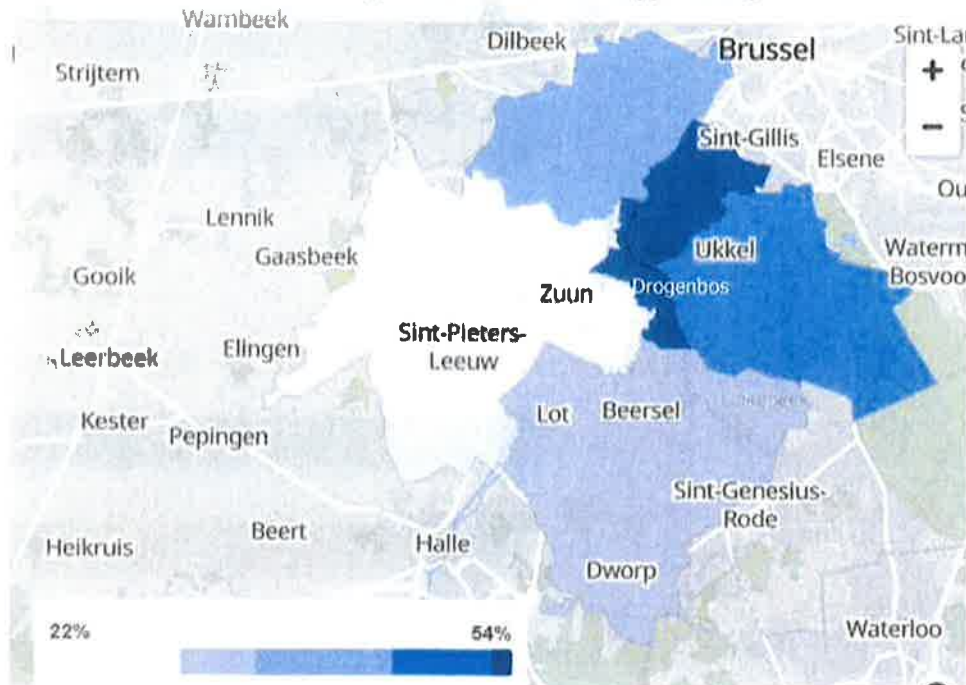 Wambeek
Dilbeek
Brussel
Sint-La
Strijtem
+
Sint-Gillis
−
Elsene
Ou
Lennik
Gaasbeek
Ukkel
Waterm
Bosvoo
Gooik
Zuun
Drogenbos
Sint-Pieters-
Leeuw
Leerbeek
Elingen
Lot
Beersel
Kester
Pepingen
Sint-Genesius-
Rode
Heikruis
Beert
Halle
Dworp
22%
54%
Waterloo